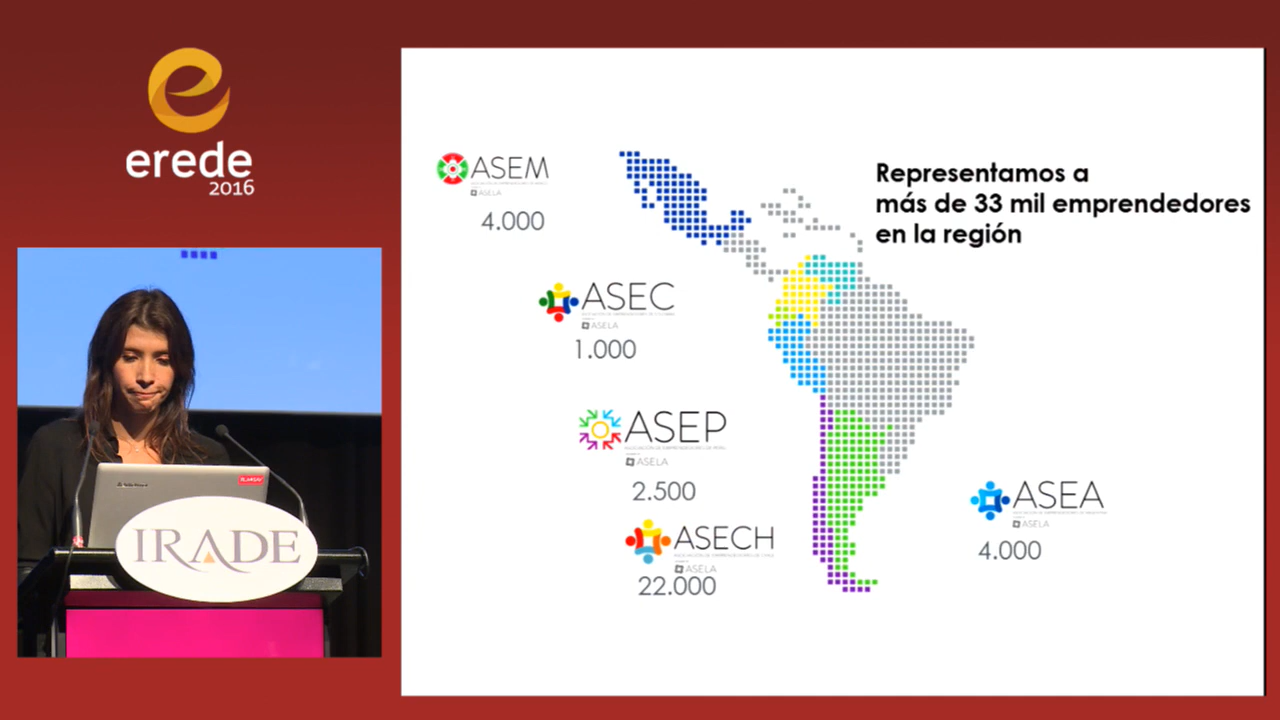 erede
2016
IRADE
ASEM
ASELA
4.000
Representamos a
más de 33 mil emprendedores
en la región
ASEC
ASELA
1.000
ASEP
ASELA
2.500
ASECH
ASELA
22.000
ASEA
ASELA
4.000